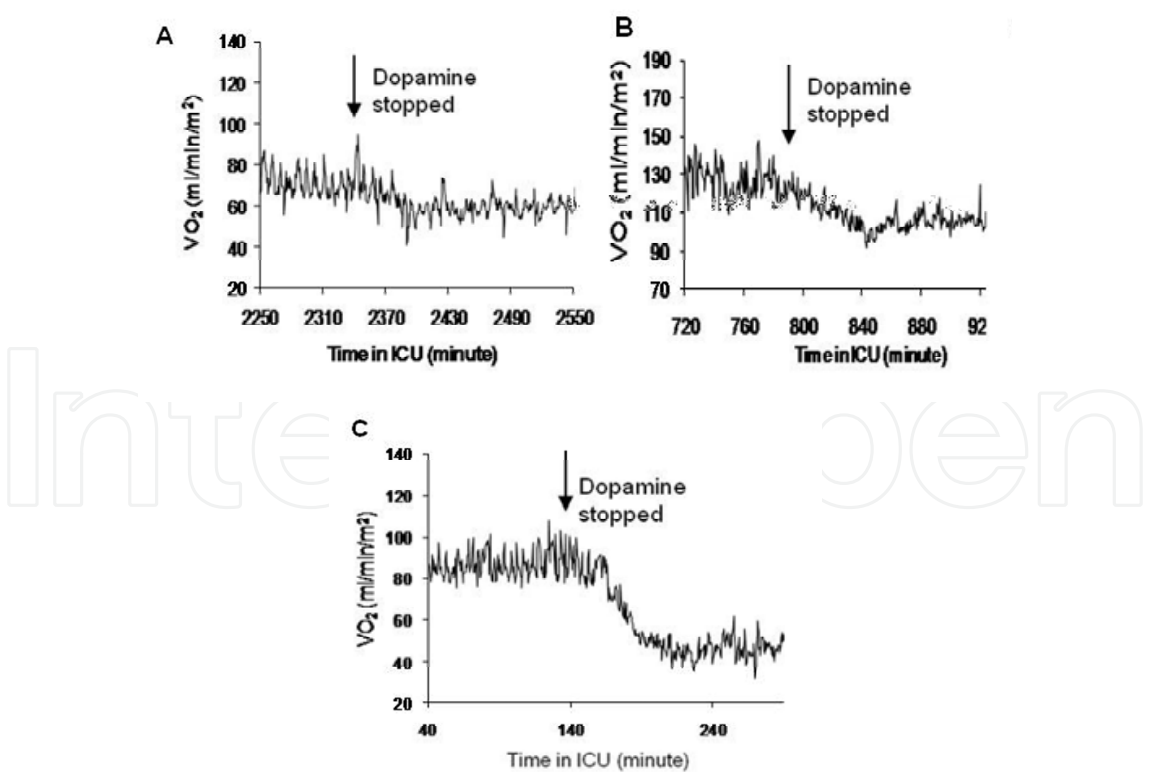 A
140
120
100
80
60
40
20
VO₂ (ml/min/m²)
Dopamine
stopped
2250 2310 2370 2430 2490 2550
Time in ICU (minute)
B
190
170
150
130
110
90
70
VO₂ (ml/min/m²)
Dopamine
stopped
720 760 800 840 880 92
Time in ICU (minute)
C
140
120
100
80
60
40
20
VO₂ (ml/min/m²)
Dopamine
stopped
40 140 240
Time in ICU (minute)